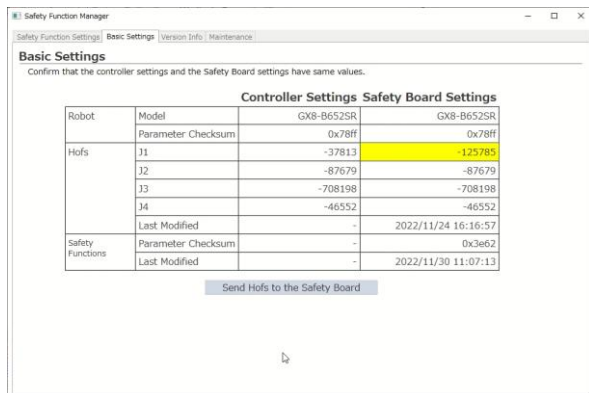 Safety Function Manager
Safety Function Settings Basic Settings Version Info Maintenance
Basic Settings
Confirm that the controller settings and the Safety Board settings have same values.
Controller Settings Safety Board Settings
Robot Model GX8-B652SR GX8-B652SR
Parameter Checksum 0x78ff 0x78ff
Hofs J1 -37813 -125785
J2 -87679 -87679
J3 -708198 -708198
J4 -46552 -46552
Last Modified - 2022/11/24 16:16:57
Safety Functions Parameter Checksum - 0x3e62
Last Modified - 2022/11/30 11:07:13
Send Hofs to the Safety Board